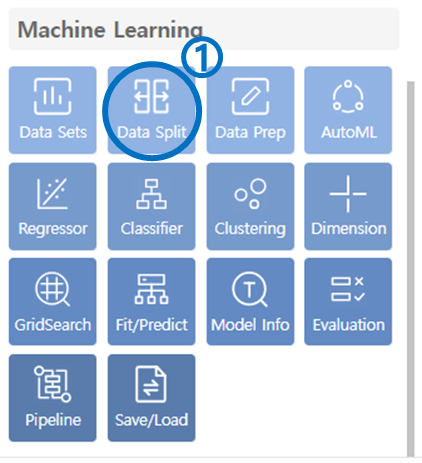 Machine Learning
1
Data Sets Data Split Data Prep AutoML
Regressor Classifier Clustering Dimension
GridSearch Fit/Predict Model Info Evaluation
Pipeline Save/Load